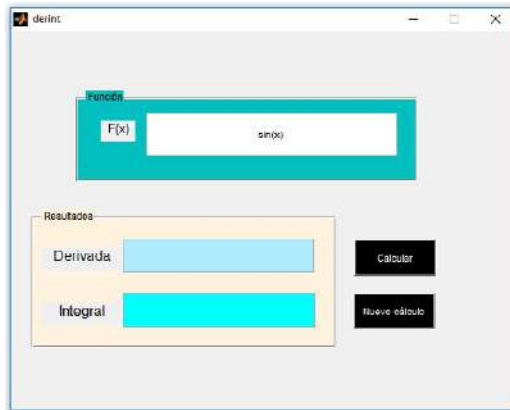 derint
Función
F(x)
sin(x)
Resultados
Derivada
Calcular
Integral
Nuevo cálculo